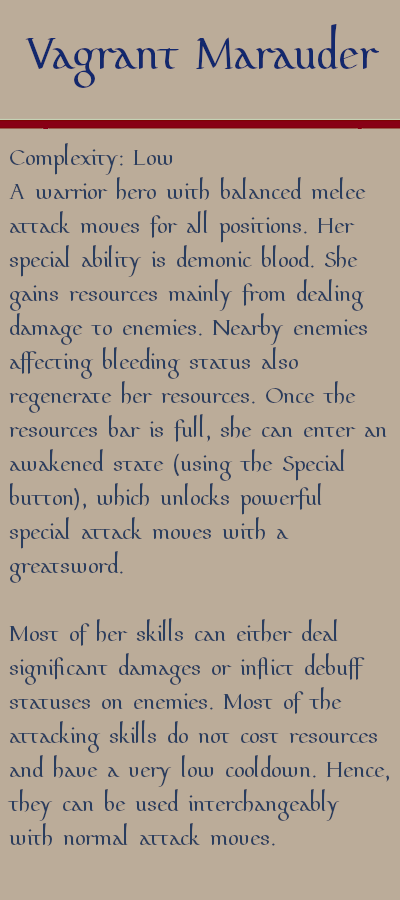 Vagrant Marauder
Complexity: Low
A warrior hero with balanced melee
attack moves for all positions. Her
special ability is demonic blood. She
gains resources mainly from dealing
damage to enemies. Nearby enemies
affecting bleeding status also
regenerate her resources. Once the
resources bar is full, she can enter an
awakened state (using the Special
button), which unlocks powerful
special attack moves with a
greatsword.
Most of her skills can either deal
significant damages or inflict debuff
statuses on enemies. Most of the
attacking skills do not cost resources
and have a very low cooldown. Hence,
they can be used interchangeably
with normal attack moves.